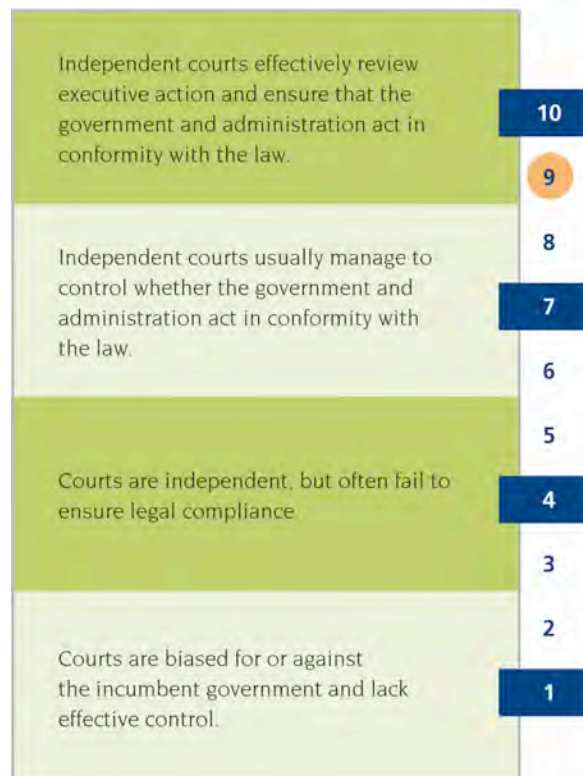 Independent courts effectively review
executive action and ensure that the
government and administration act in
conformity with the law.
10
9
8
Independent courts usually manage to
control whether the government and
administration act in conformity with
the law.
7
6
5
Courts are independent, but often fail to
ensure legal compliance.
4
3
2
Courts are biased for or against
the incumbent government and lack
effective control.
1